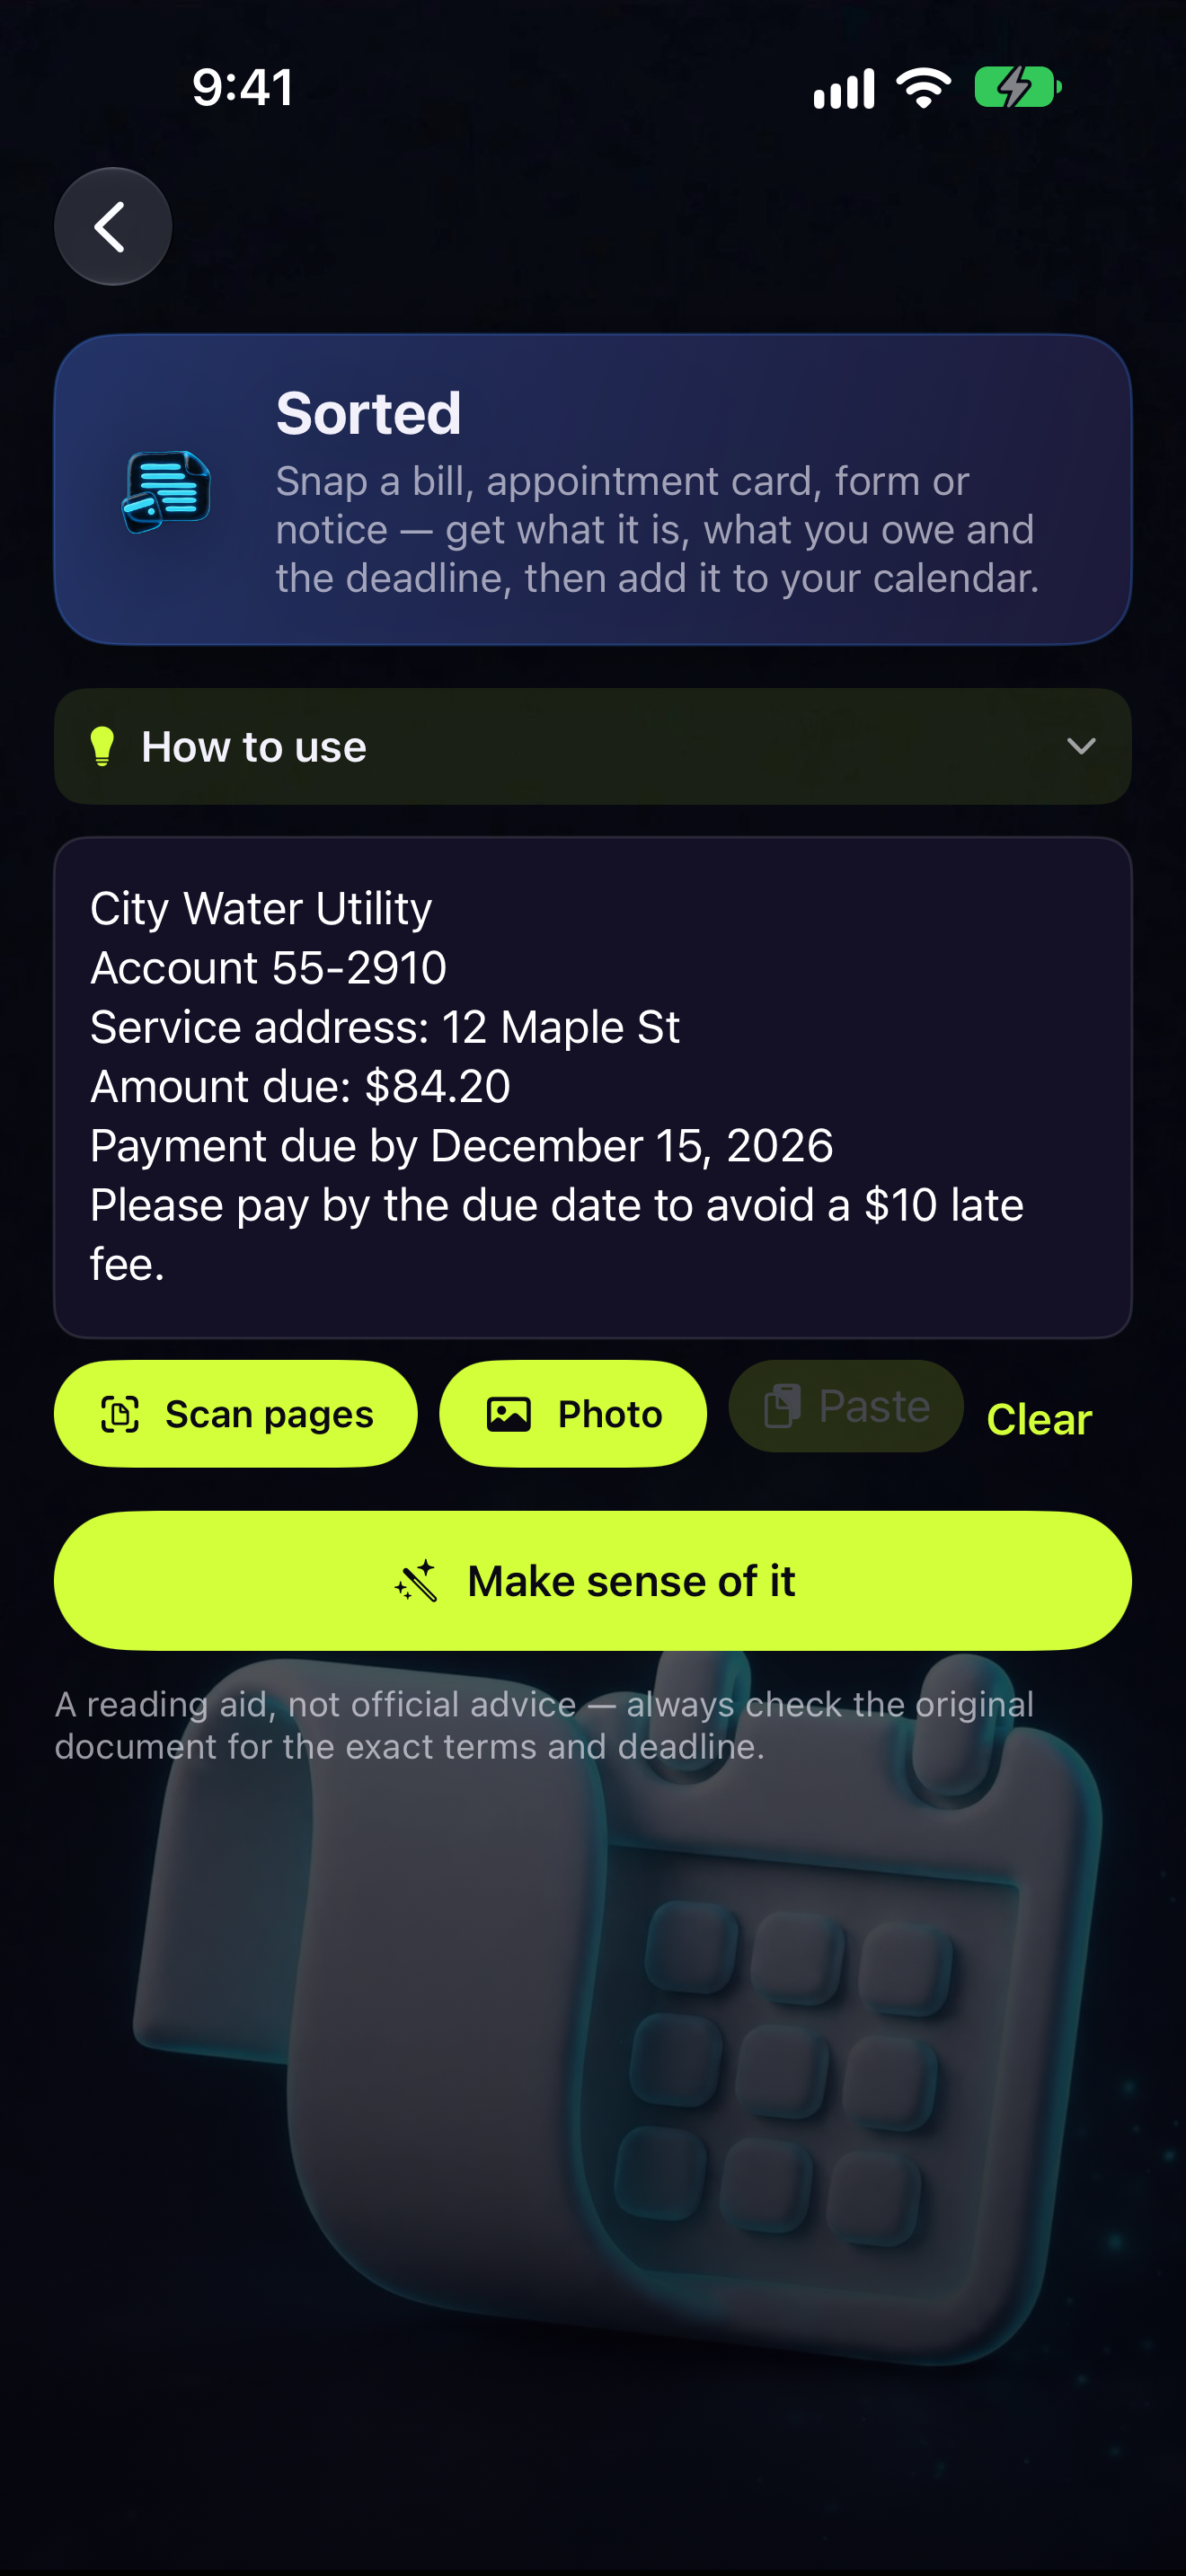 9:41
Sorted
Snap a bill, appointment card, form or
notice — get what it is, what you owe and
the deadline, then add it to your calendar.
How to use
City Water Utility
Account 55-2910
Service address: 12 Maple St
Amount due: $84.20
Payment due by December 15, 2026
Please pay by the due date to avoid a $10 late
fee.
Scan pages
Photo
Paste
Clear
Make sense of it
A reading aid, not official advice — always check the original
document for the exact terms and deadline.